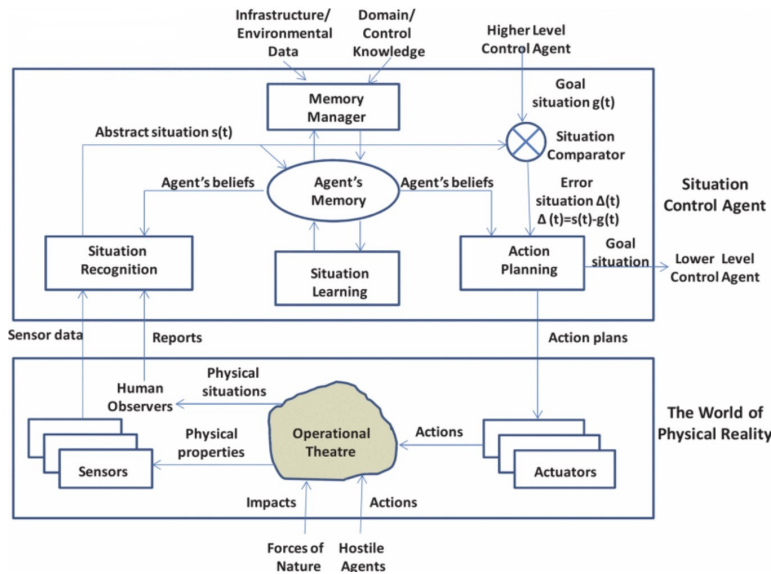 Infrastructure/
Environmental
Data
Domain/
Control
Knowledge
Higher Level
Control Agent
Memory
Manager
Goal
situation g(t)
Abstract situation s(t)
Situation
Comparator
Agent's beliefs
Agent's
Memory
Agent's beliefs
Error
situation Δ(t)
Δ (t)=s(t)-g(t)
Situation
Control Agent
Situation
Recognition
Situation
Learning
Action
Planning
Goal
situation
Lower Level
Control Agent
Sensor data
Reports
Action plans
Human
Observers
Physical
situations
Operational
Theatre
Physical
properties
Sensors
Actions
Actuators
The World of
Physical Reality
Impacts
Actions
Forces of
Nature
Hostile
Agents